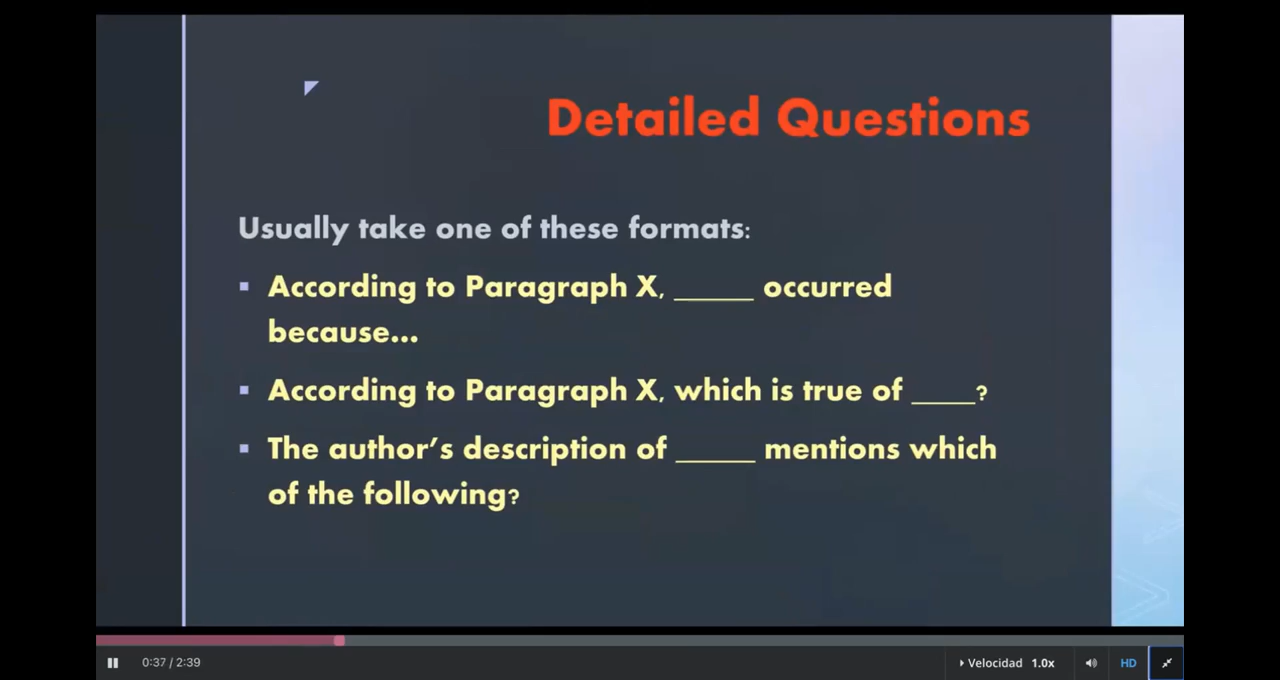 Detailed Questions
Usually take one of these formats:
▪ According to Paragraph X, _____ occurred
because...
▪ According to Paragraph X, which is true of ____?
▪ The author's description of _____ mentions which
of the following?
0:37 / 2:39
Velocidad 1.0x
HD